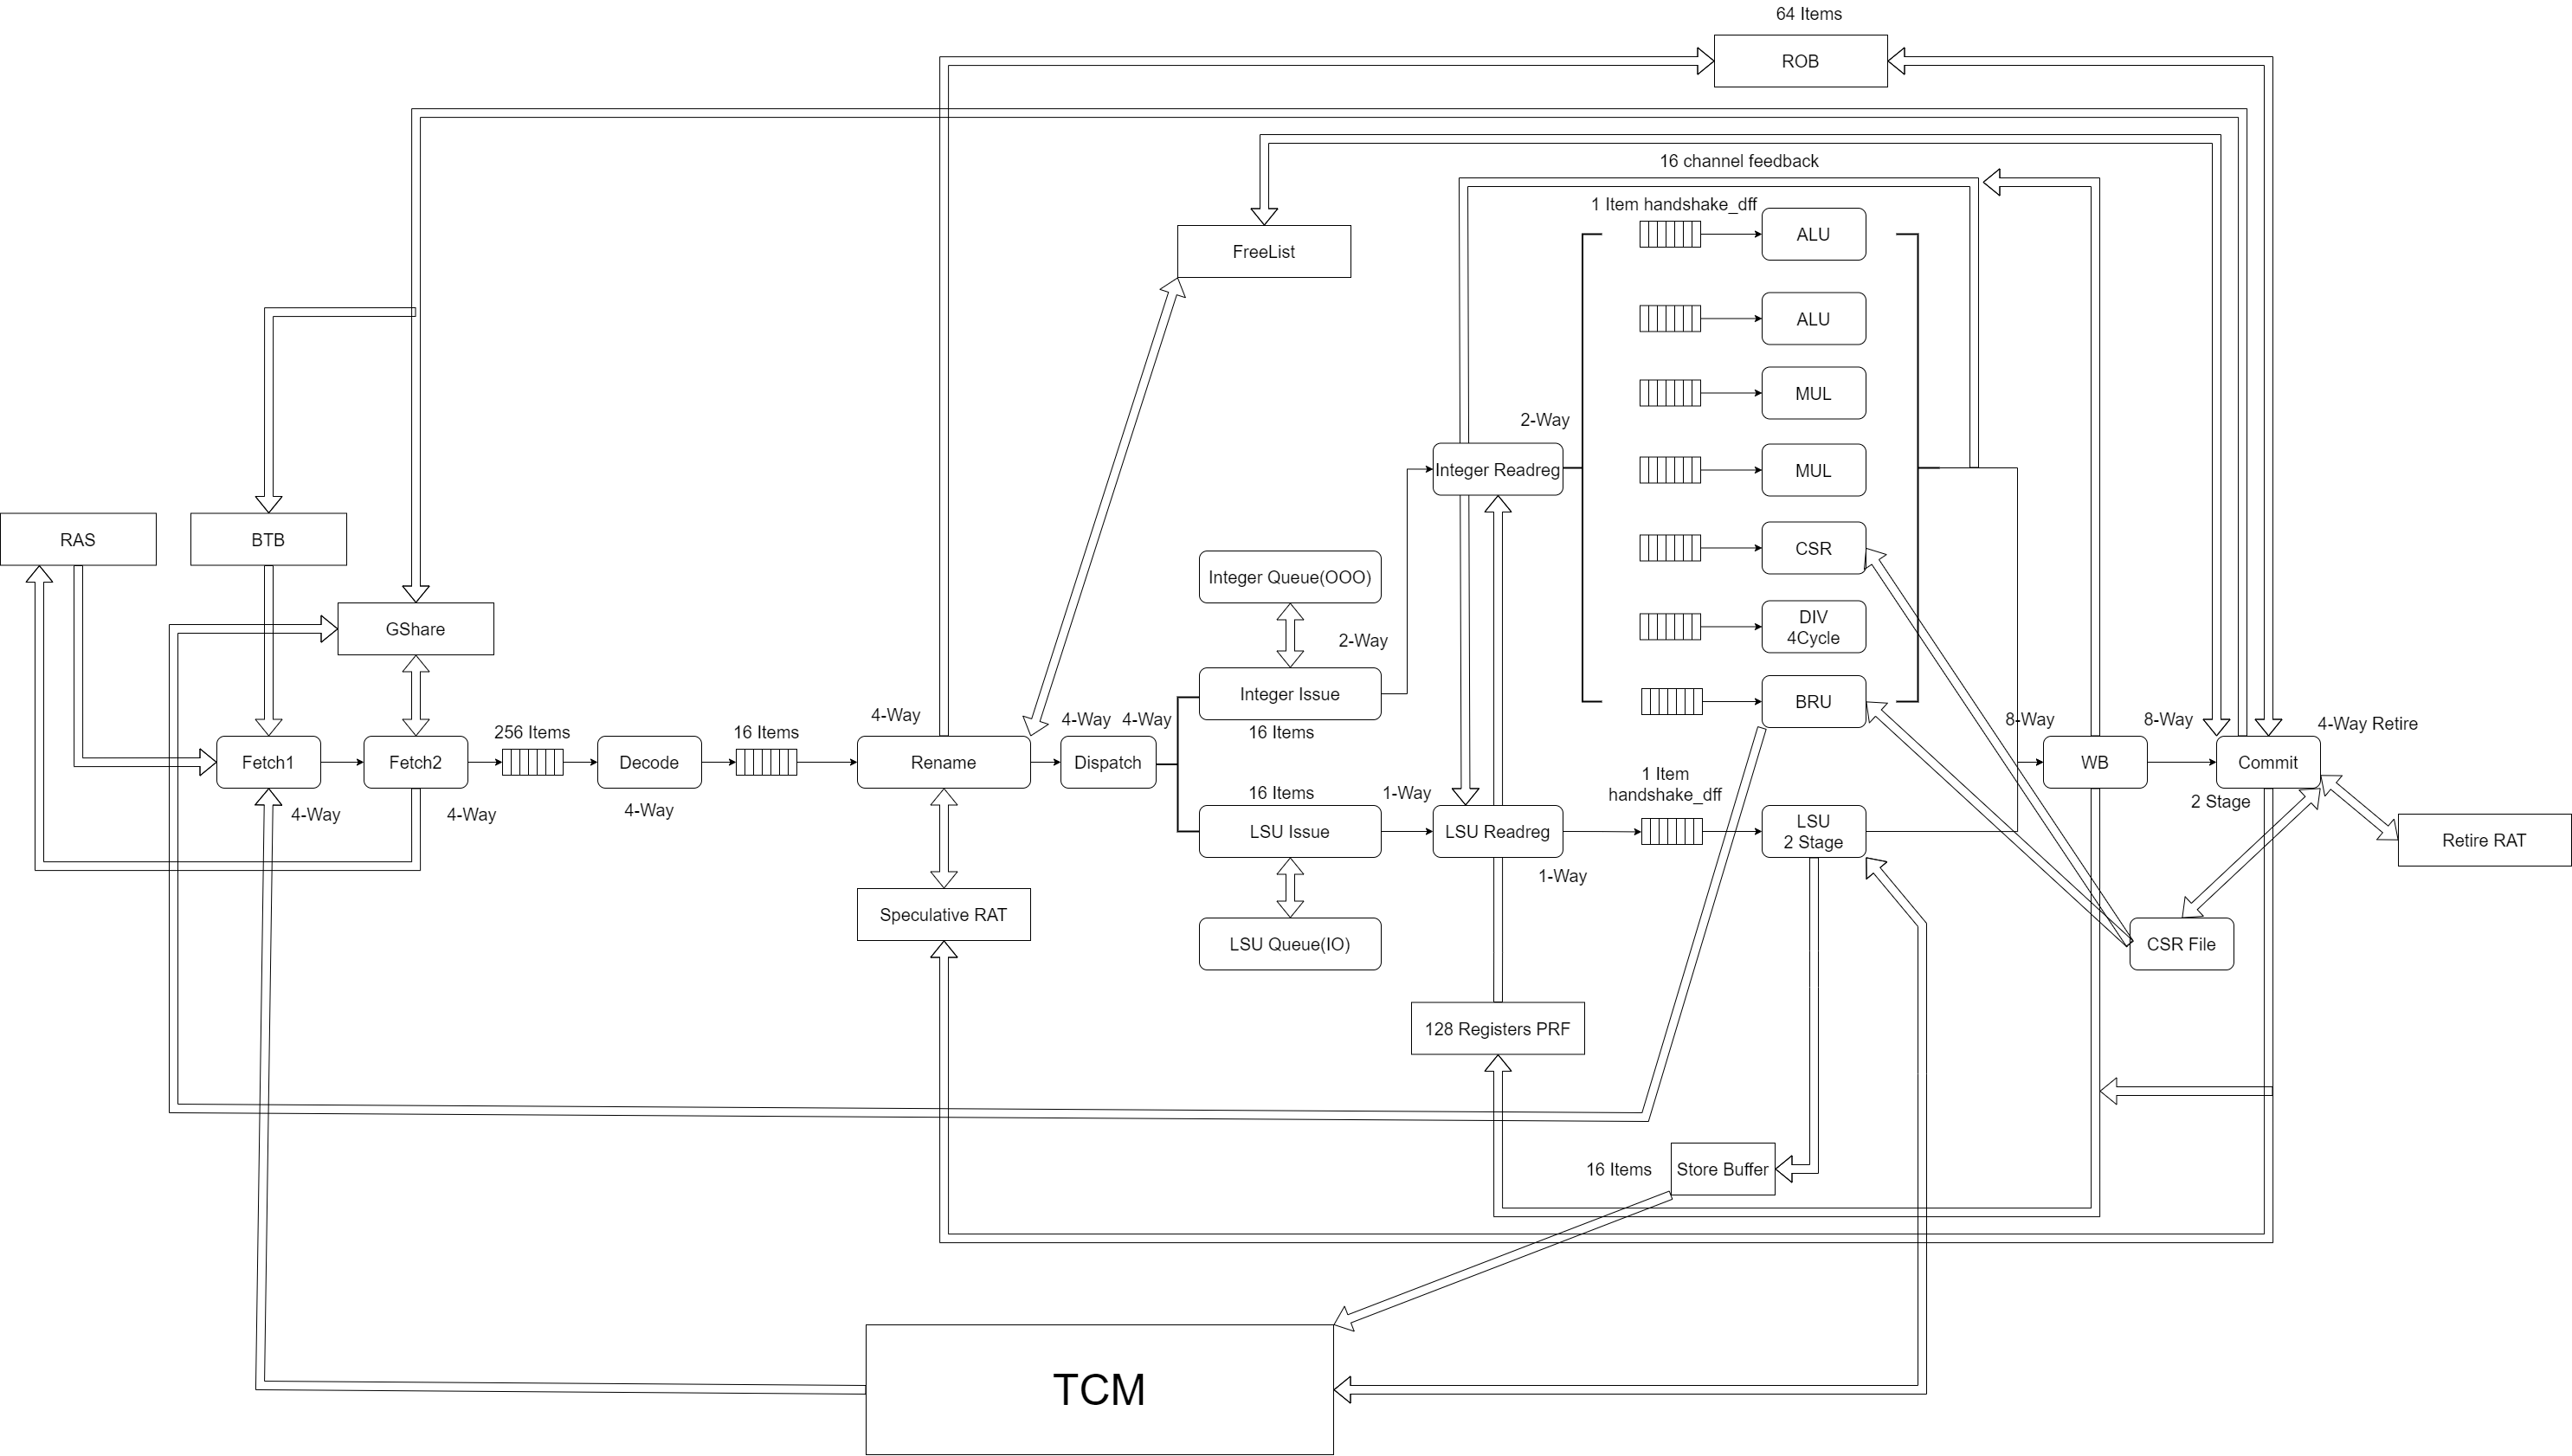 64 Items
ROB
16 channel feedback
1 Item handshake_dff
ALU
FreeList
ALU
MUL
2-Way
Integer Readreg
MUL
RAS
BTB
CSR
Integer Queue(OOO)
GShare
2-Way
DIV
4Cycle
Integer Issue
BRU
4-Way
4-Way
4-Way
8-Way
8-Way
4-Way Retire
256 Items
16 Items
16 Items
Fetch1
Fetch2
Decode
Rename
Dispatch
WB
Commit
1 Item
handshake_dff
16 Items
1-Way
2 Stage
4-Way
4-Way
4-Way
LSU Issue
LSU Readreg
LSU
2 Stage
Retire RAT
1-Way
Speculative RAT
LSU Queue(IO)
CSR File
128 Registers PRF
16 Items
Store Buffer
TCM